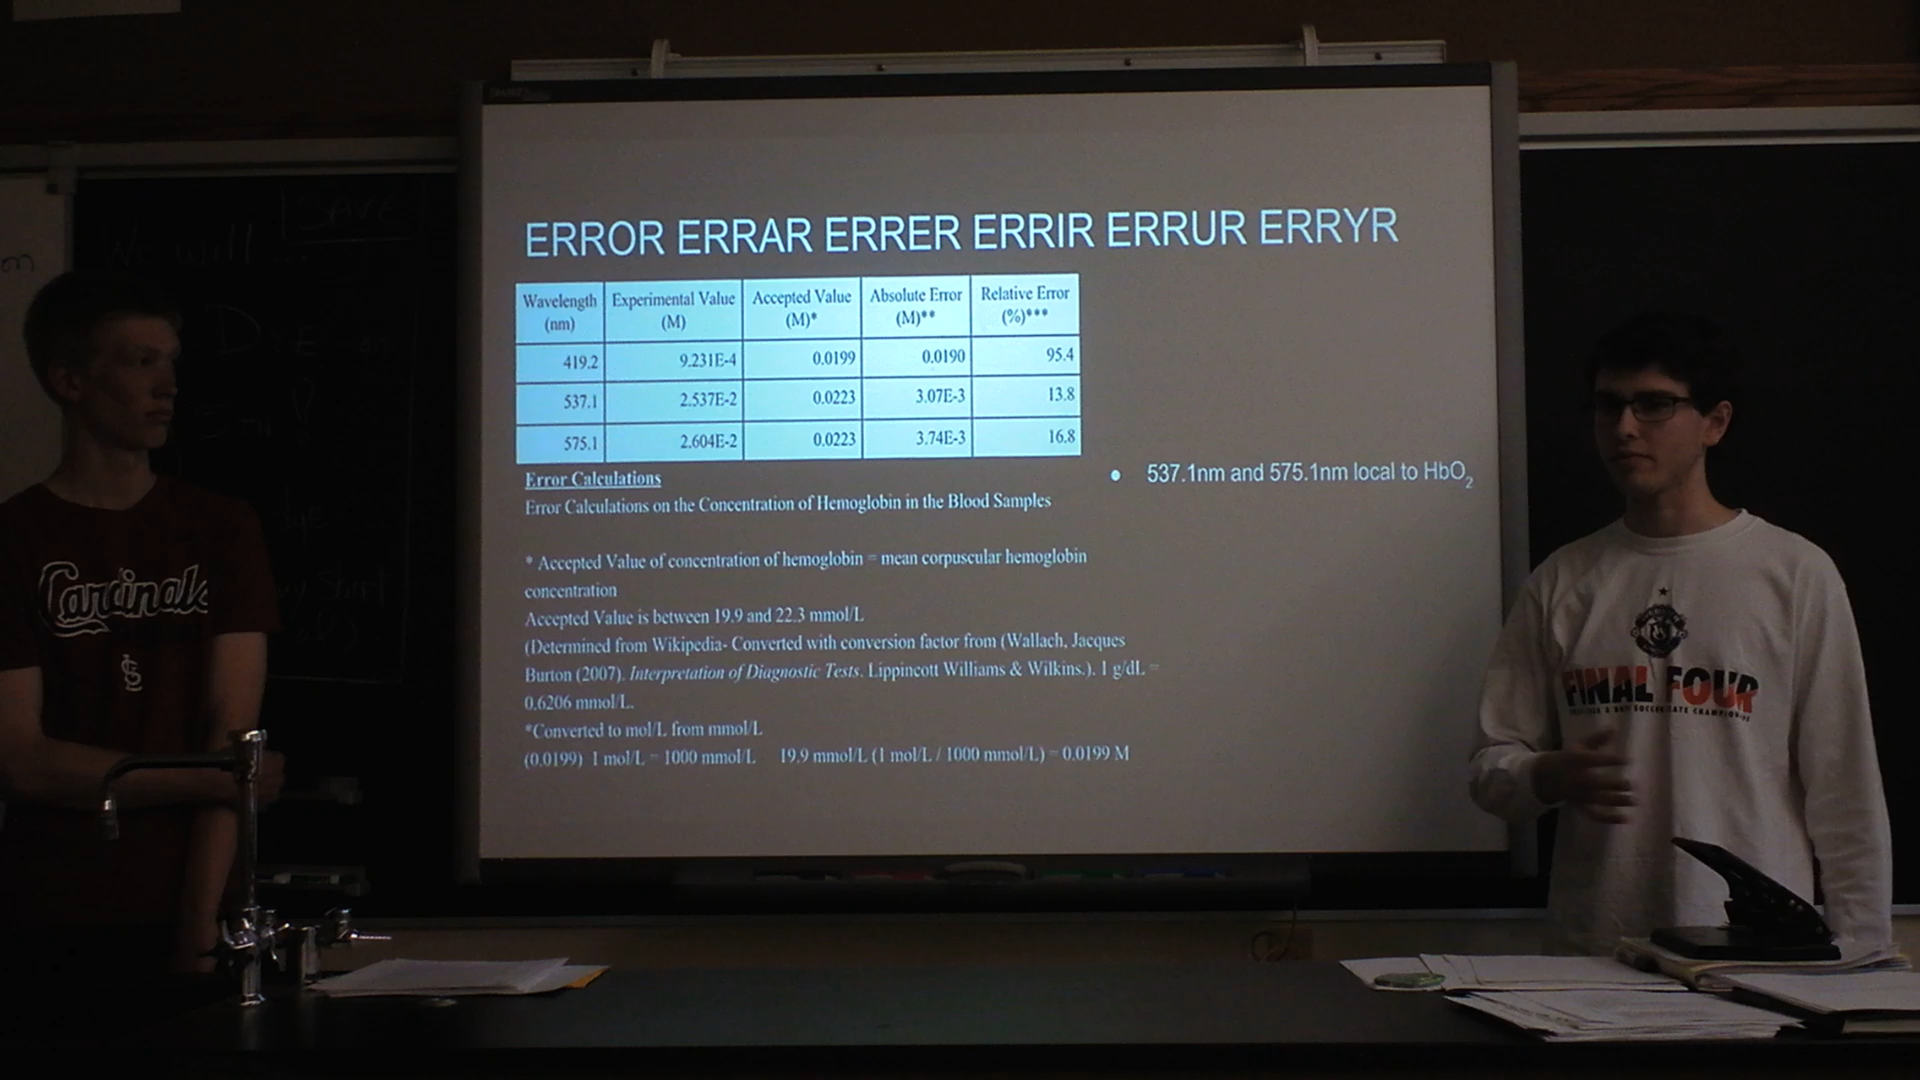 ERROR ERRAR ERRER ERRIR ERRUR ERRYR
Wavelength (nm) Experimental Value (M) Accepted Value (M)* Absolute Error (M)** Relative Error (%)***
419.2 9.231E-4 0.0199 0.0190 95.4
537.1 2.537E-2 0.0223 3.07E-3 13.8
575.1 2.604E-2 0.0223 3.74E-3 16.8
Error Calculations
Error Calculations on the Concentration of Hemoglobin in the Blood Samples
* Accepted Value of concentration of hemoglobin = mean corpuscular hemoglobin
concentration
Accepted Value is between 19.9 and 22.3 mmol/L
(Determined from Wikipedia- Converted with conversion factor from (Wallach, Jacques
Burton (2007). Interpretation of Diagnostic Tests. Lippincott Williams & Wilkins.). 1 g/dL =
0.6206 mmol/L.
*Converted to mol/L from mmol/L
(0.0199) 1 mol/L = 1000 mmol/L 19.9 mmol/L (1 mol/L / 1000 mmol/L) = 0.0199 M
• 537.1nm and 575.1nm local to HbO₂
SAVE
We will ...
Cardinals
STL
FINAL FOUR